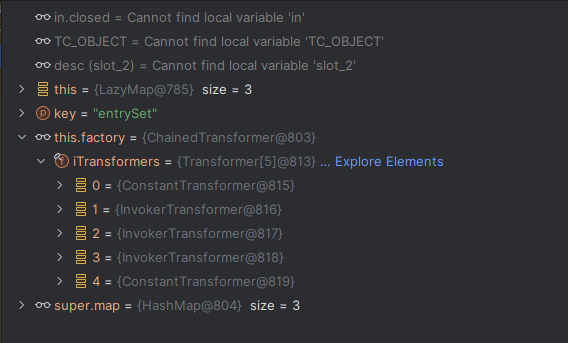 in.closed = Cannot find local variable 'in'
TC_OBJECT = Cannot find local variable 'TC_OBJECT'
desc (slot_2) = Cannot find local variable 'slot_2'
this = {LazyMap@785} size = 3
key = "entrySet"
this.factory = {ChainedTransformer@803}
iTransformers = {Transformer[5]@813} ... Explore Elements
0 = {ConstantTransformer@815}
1 = {InvokerTransformer@816}
2 = {InvokerTransformer@817}
3 = {InvokerTransformer@818}
4 = {ConstantTransformer@819}
super.map = {HashMap@804} size = 3